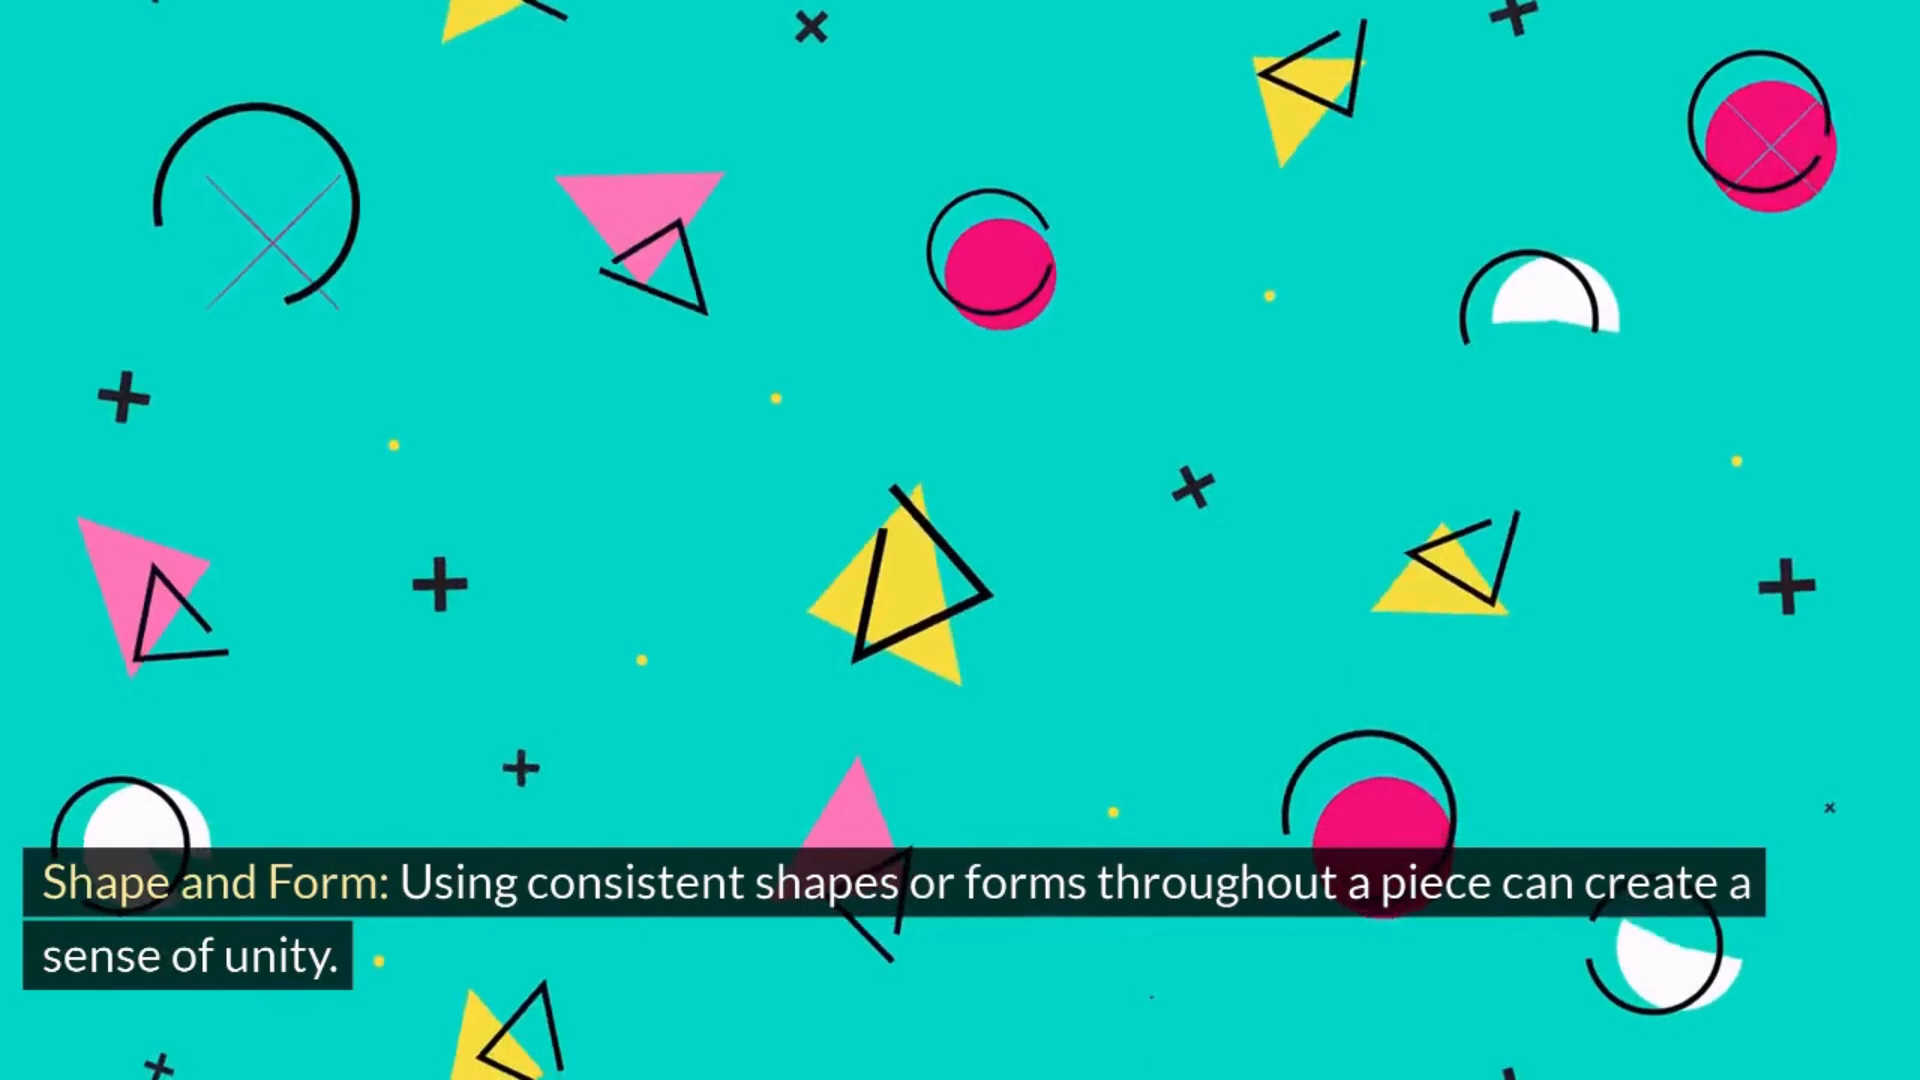 Shape and Form: Using consistent shapes or forms throughout a piece can create a
sense of unity.